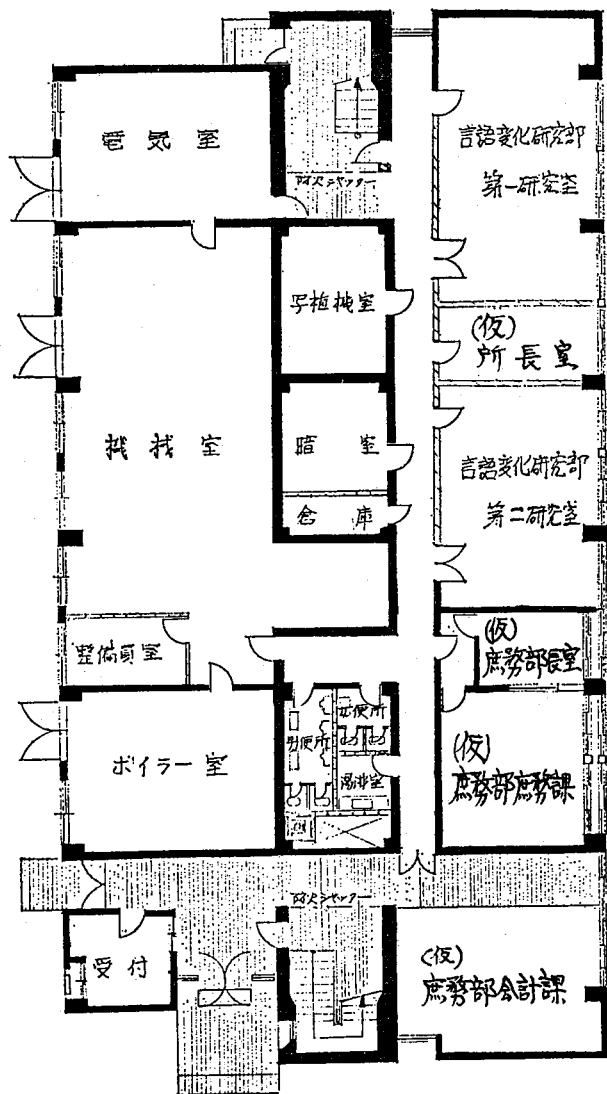 電気室
防火シャッター
言語変化研究部
第一研究室
写植機室
(仮)
所長室
機械室
暗室
倉庫
言語変化研究部
第二研究室
整備員室
(仮)
庶務部長室
男便所
女便所
湯沸室
ボイラー室
(仮)
庶務部庶務課
防火シャッター
受付
(仮)
庶務部会計課